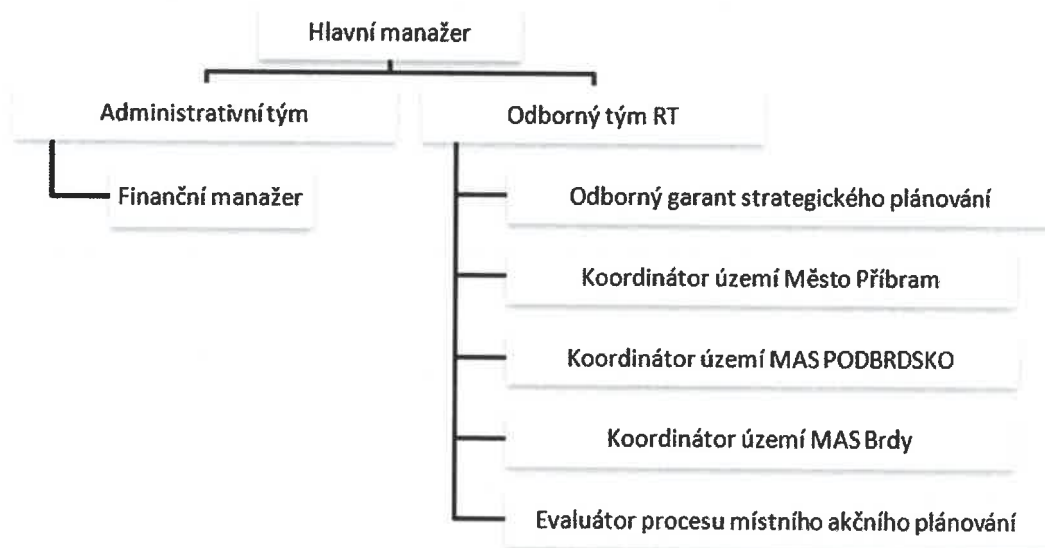 Hlavní manažer
Administrativní tým
Odborný tým RT
Finanční manažer
Odborný garant strategického plánování
Koordinátor území Město Příbram
Koordinátor území MAS PODBRDSKO
Koordinátor území MAS Brdy
Evaluátor procesu místního akčního plánování